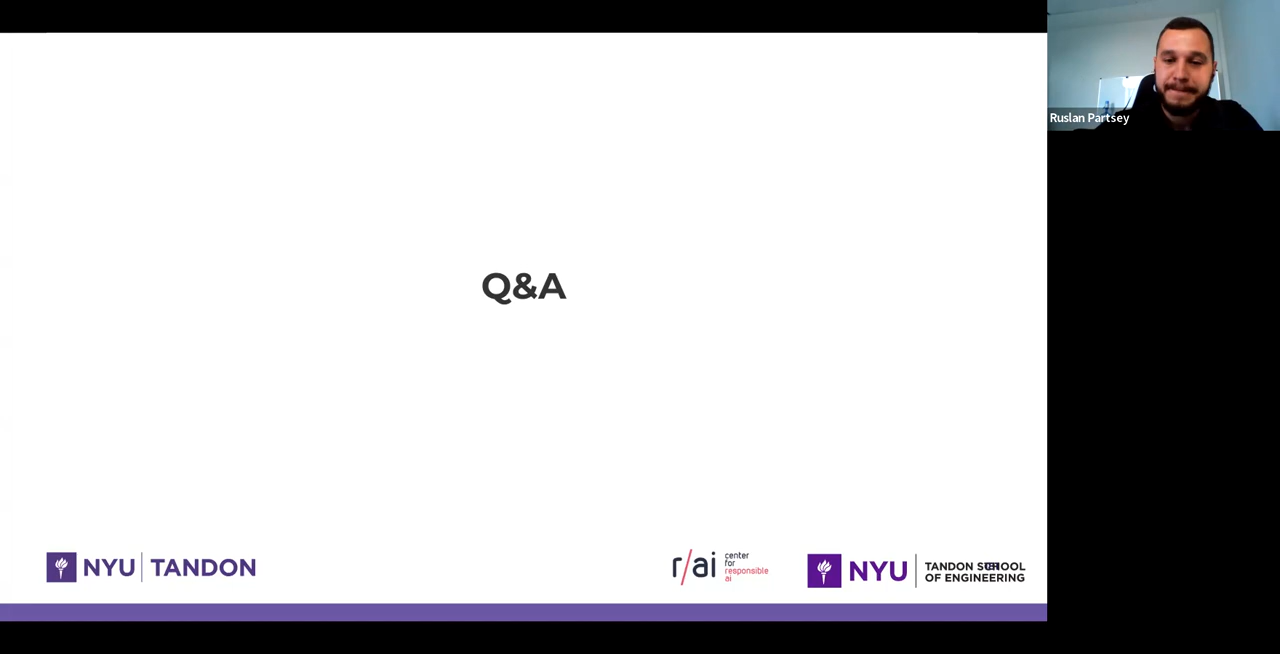 Ruslan Partsey
Q&A
NYU | TANDON
r/ai
center
for
responsible
ai
NYU
TANDON SCHOOL
OF ENGINEERING